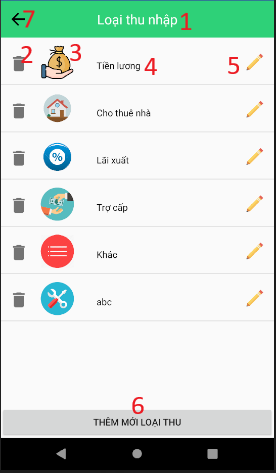 7 Loại thu nhập 1
2 3 Tiền lương 4 5
Cho thuê nhà
% Lãi xuất
Trợ cấp
Khác
abc
6
THÊM MỚI LOẠI THU